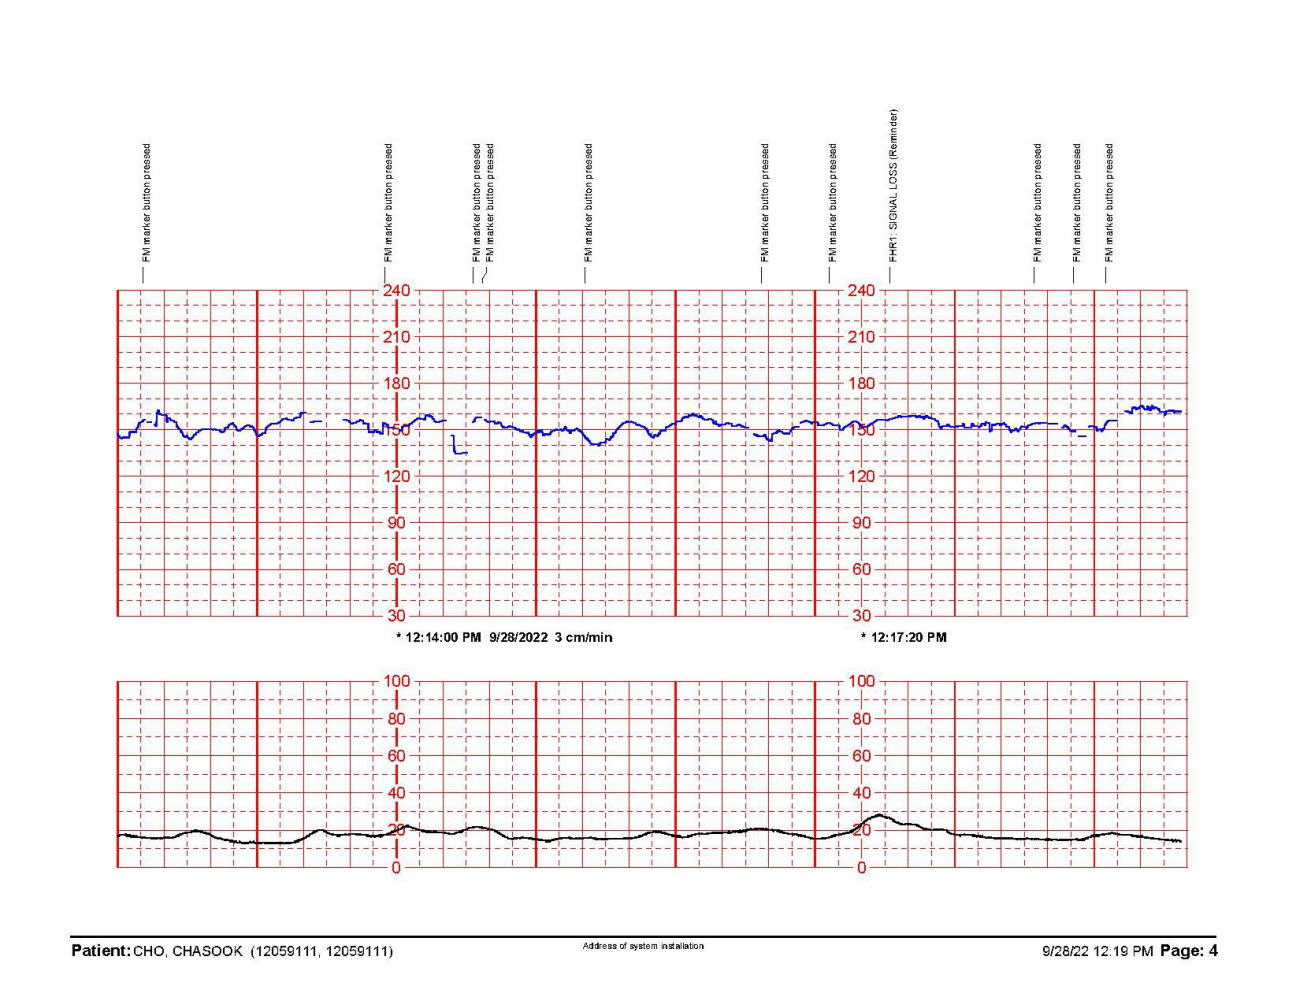 FM marker button pressed
FM marker button pressed
FM marker button pressed
FM marker button pressed
FM marker button pressed
FM marker button pressed
FM marker button pressed
FHR1: SIGNAL LOSS (Reminder)
FM marker button pressed
FM marker button pressed
FM marker button pressed
240 240
210 210
180 180
150 150
120 120
90 90
60 60
30 30
* 12:14:00 PM 9/28/2022 3 cm/min * 12:17:20 PM
100 100
80 80
60 60
40 40
20 20
0 0
Patient: CHO, CHASOOK (12059111, 12059111) Address of system installation 9/28/22 12:19 PM Page: 4